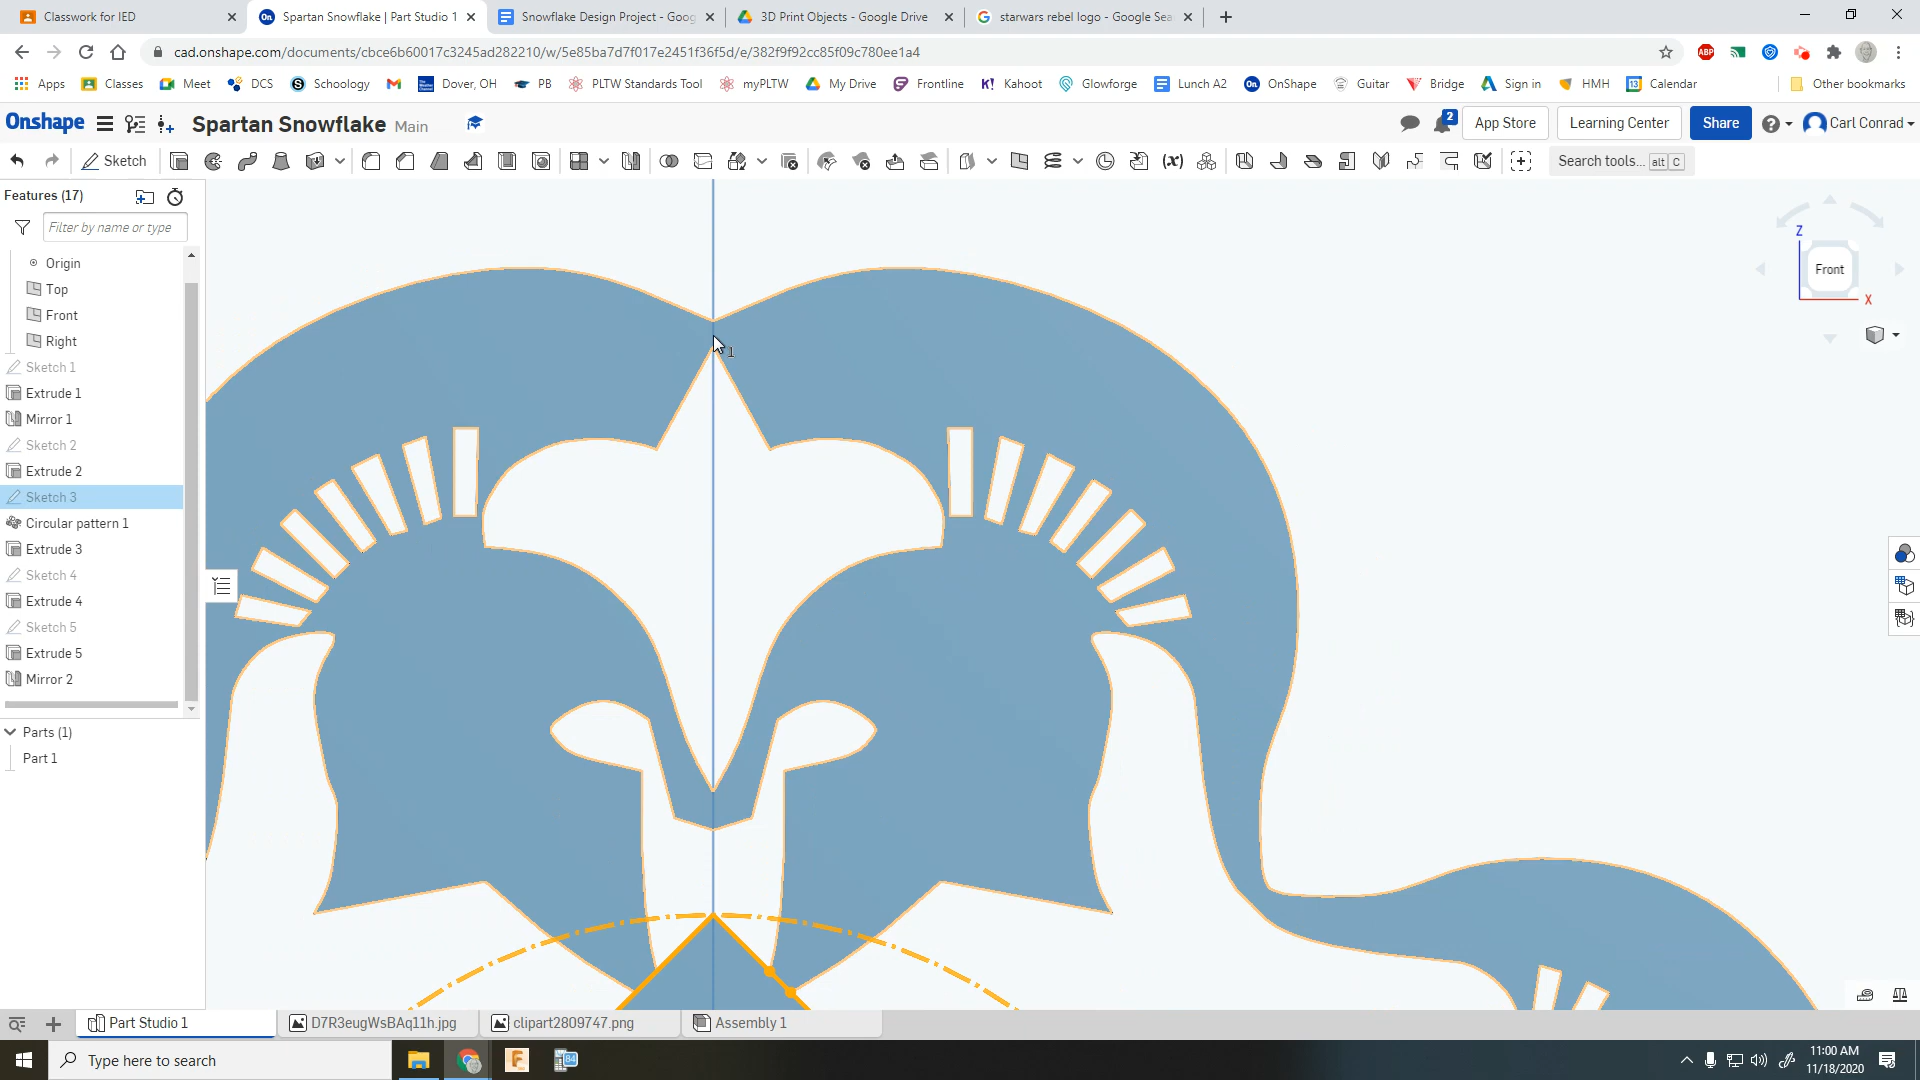 Classwork for IED
Spartan Snowflake | Part Studio 1
Snowflake Design Project - Goog
3D Print Objects - Google Drive
starwars rebel logo - Google Sea
cad.onshape.com/documents/cbce6b60017c3245ad282210/w/5e85ba7d7f017e2451f36f5d/e/382f9f92cc85f09c780ee1a4
ABP
Apps
Classes
Meet
DCS
Schoology
Dover, OH
PB
PLTW Standards Tool
myPLTW
My Drive
Frontline
K! Kahoot
Glowforge
Lunch A2
On OnShape
Guitar
Bridge
Sign in
HMH
Calendar
Other bookmarks
Onshape
Spartan Snowflake Main
2
App Store
Learning Center
Share
Carl Conrad
Sketch
(x)
Search tools... alt C
Features (17)
Filter by name or type
Origin
Top
Front
Right
Sketch 1
Extrude 1
Mirror 1
Sketch 2
Extrude 2
Sketch 3
Circular pattern 1
Extrude 3
Sketch 4
Extrude 4
Sketch 5
Extrude 5
Mirror 2
Parts (1)
Part 1
1
Z
Front
X
Part Studio 1
D7R3eugWsBAq11h.jpg
clipart2809747.png
Assembly 1
Type here to search
84
11:00 AM
11/18/2020